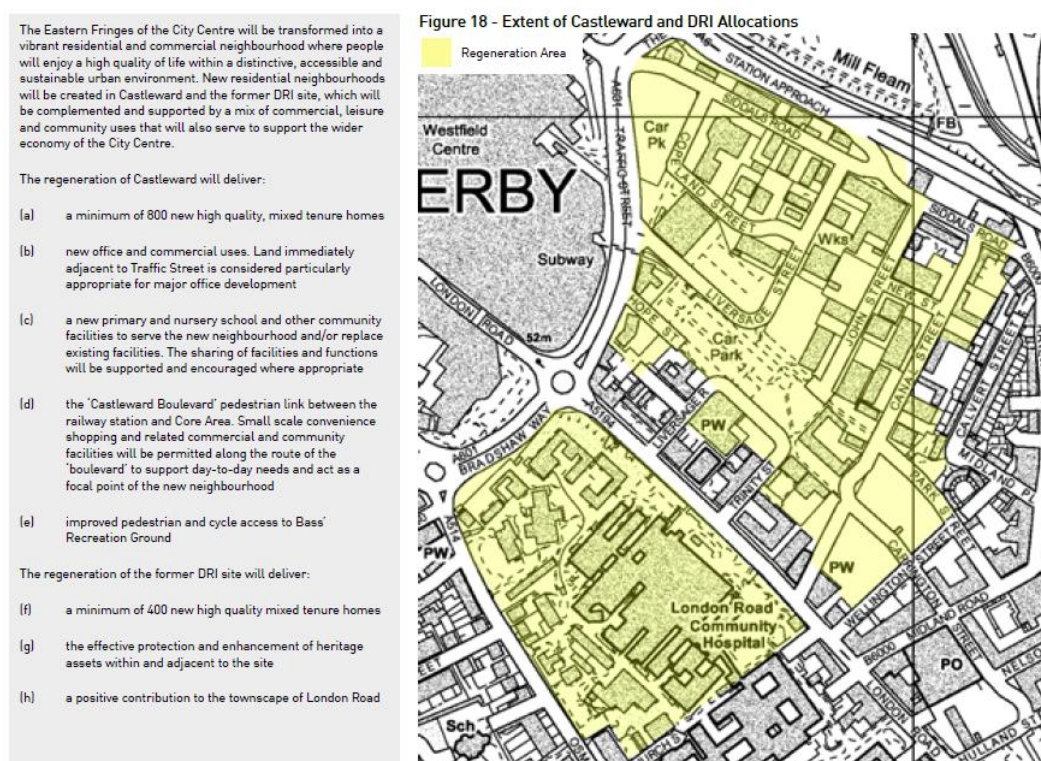 The Eastern Fringes of the City Centre will be transformed into a
vibrant residential and commercial neighbourhood where people
will enjoy a high quality of life within a distinctive, accessible and
sustainable urban environment. New residential neighbourhoods
will be created in Castleward and the former DRI site, which will
be complemented and supported by a mix of commercial, leisure
and community uses that will also serve to support the wider
economy of the City Centre.
The regeneration of Castleward will deliver:
(a) a minimum of 800 new high quality, mixed tenure homes
(b) new office and commercial uses. Land immediately
adjacent to Traffic Street is considered particularly
appropriate for major office development
(c) a new primary and nursery school and other community
facilities to serve the new neighbourhood and/or replace
existing facilities. The sharing of facilities and functions
will be supported and encouraged where appropriate
(d) the 'Castleward Boulevard' pedestrian link between the
railway station and Core Area. Small scale convenience
shopping and related commercial and community
facilities will be permitted along the route of the
'boulevard' to support day-to-day needs and act as a
focal point of the new neighbourhood
(e) improved pedestrian and cycle access to Bass'
Recreation Ground
The regeneration of the former DRI site will deliver:
(f) a minimum of 400 new high quality mixed tenure homes
(g) the effective protection and enhancement of heritage
assets within and adjacent to the site
(h) a positive contribution to the townscape of London Road
Figure 18 - Extent of Castleward and DRI Allocations
Regeneration Area
THE
STATION APPROACH
Mill Fleam
SIDDALS ROAD
FB
A601
TRAFFIC STREET
Car
Pk
COPELAND STREET
Westfield
Centre
ERBY
Subway
Wks
SIDDALS ROAD
B6000
LIVERSAGE
STREET
JOHN STREET
NEW ST
CANAL STREET
CALVERT STREET
HOPE ST
Car
Park
LONDON ROAD
52m
A5194
LIVERSAGE R
PW
TRINITY ST
MIDLAND P
A601
BRADSHAW WAY
PARK STREET
A514
PW
PW
CARRINGTON STREET
WELLINGTON STREET
MIDLAND ROAD
London Road
Community
Hospital
B6000
PO
NELSO
LONDON
ROAD
HULLAND ST
Sch
OSM